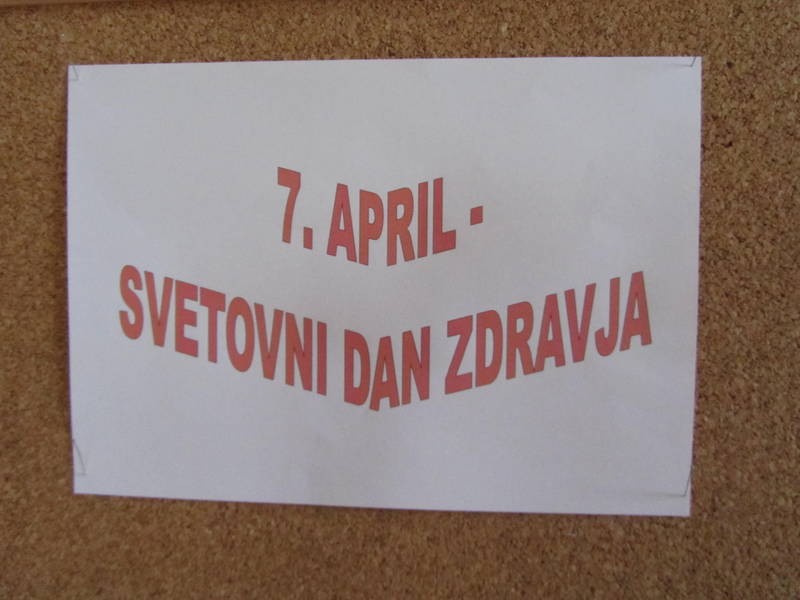 7. APRIL -
SVETOVNI DAN ZDRAVJA